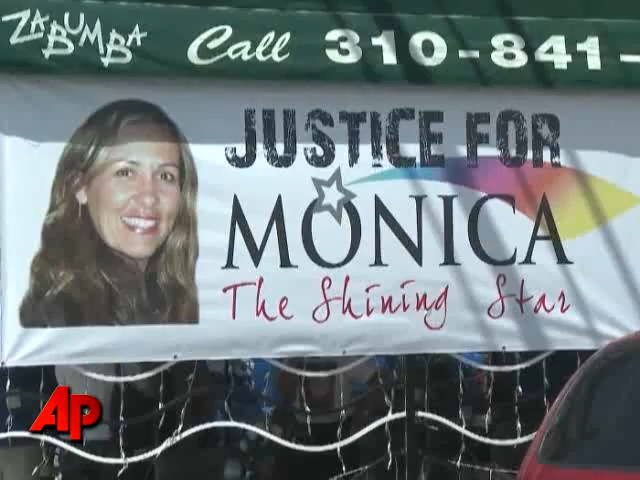 ZABUMBA
Call 310-841-
JUSTICE FOR
MONICA
The Shining Star
AP